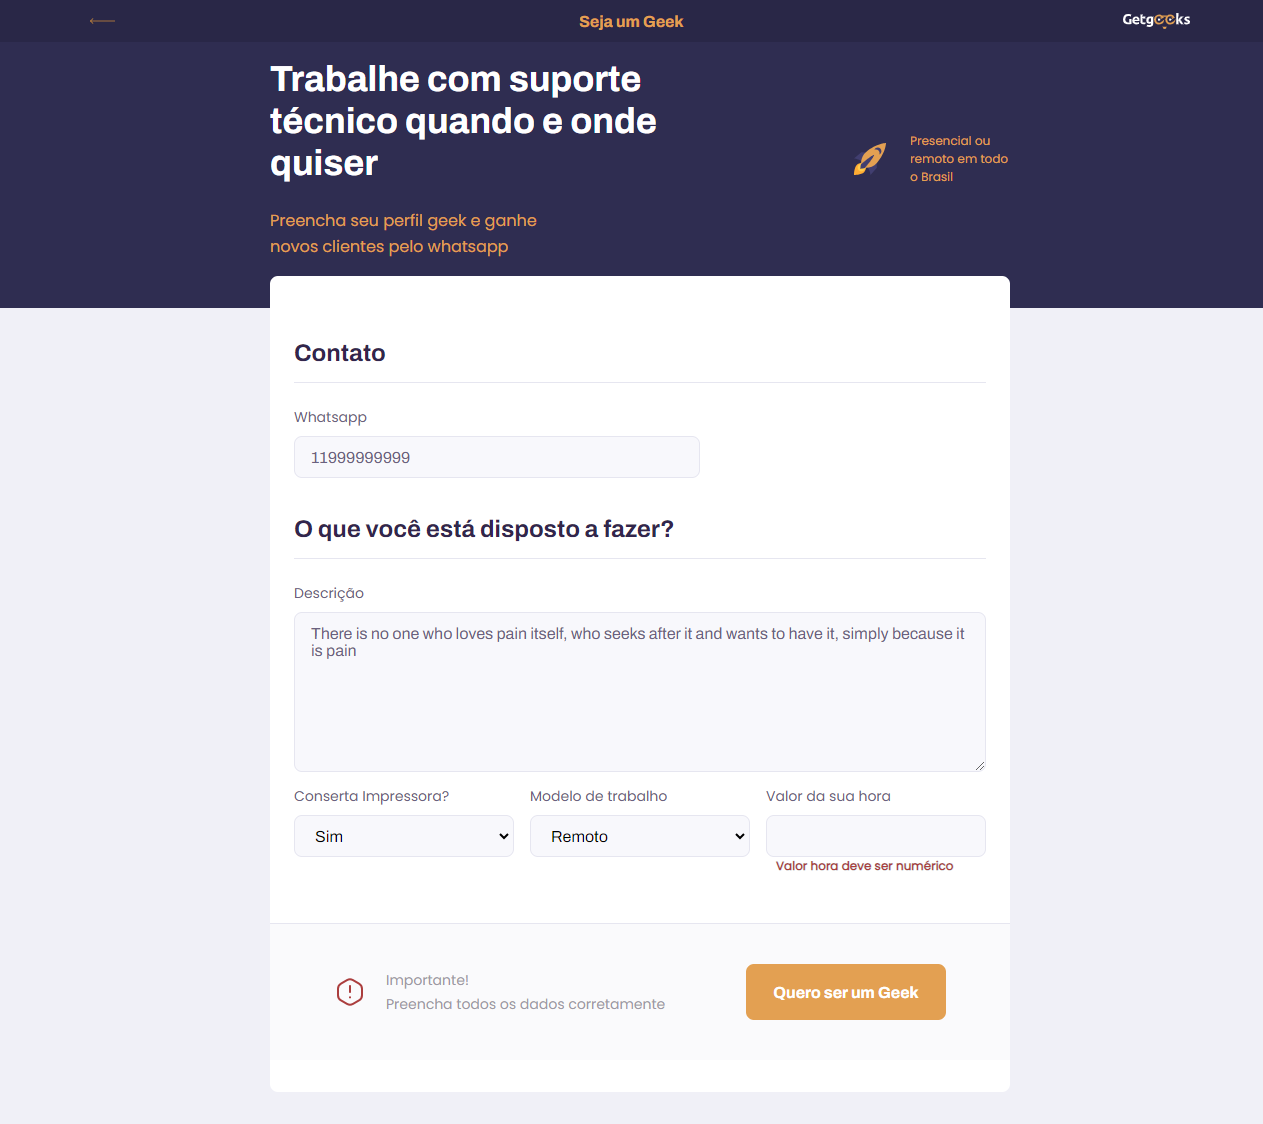 Seja um Geek
Getgeeks
Trabalhe com suporte
técnico quando e onde
quiser
Presencial ou
remoto em todo
o Brasil
Preencha seu perfil geek e ganhe
novos clientes pelo whatsapp
Contato
Whatsapp
11999999999
O que você está disposto a fazer?
Descrição
There is no one who loves pain itself, who seeks after it and wants to have it, simply because it
is pain
Conserta Impressora?
Modelo de trabalho
Valor da sua hora
Sim
Remoto
Valor hora deve ser numérico
Importante!
Preencha todos os dados corretamente
Quero ser um Geek